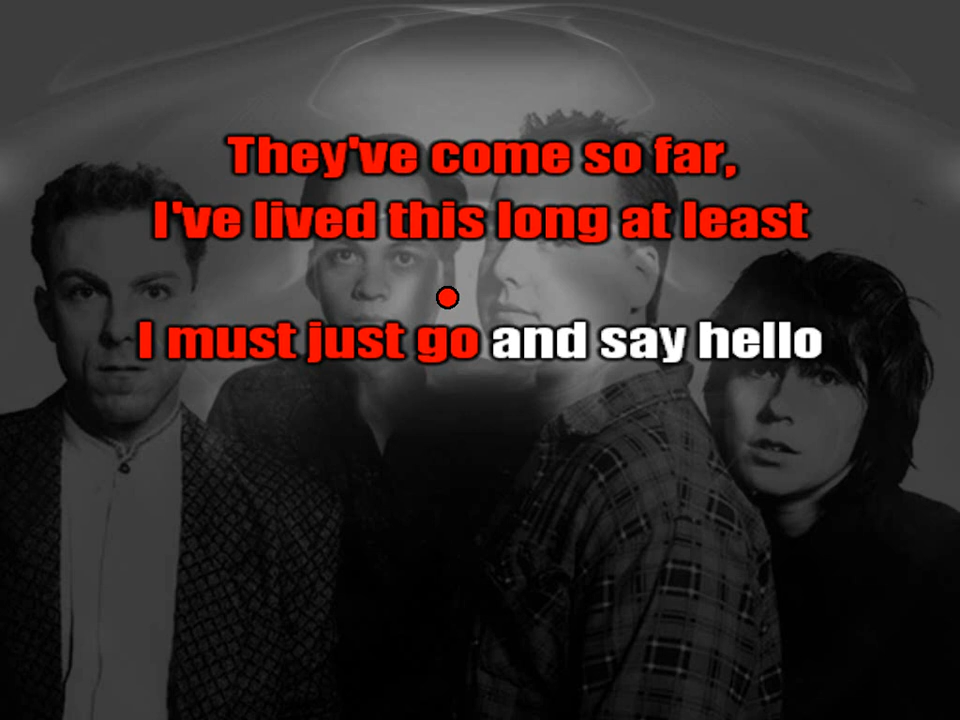 They've come so far,
I've lived this long at least
I must just go and say hello